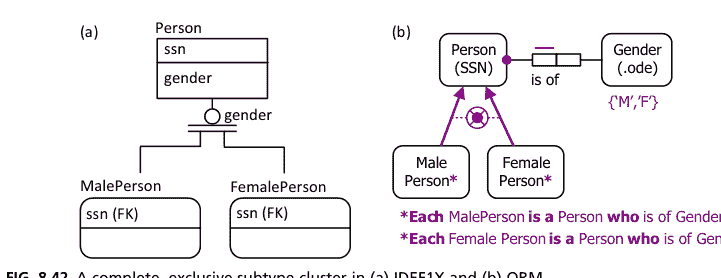 (a)
Person
ssn
gender
gender
MalePerson
ssn (FK)
FemalePerson
ssn (FK)
(b)
Person
(SSN)
is of
Gender
(.ode)
{'M','F'}
Male
Person*
Female
Person*
*Each MalePerson is a Person who is of Gender
*Each Female Person is a Person who is of Gen
FIG. 8.42 A complete, exclusive subtype cluster in (a) IDEF1X and (b) ORM